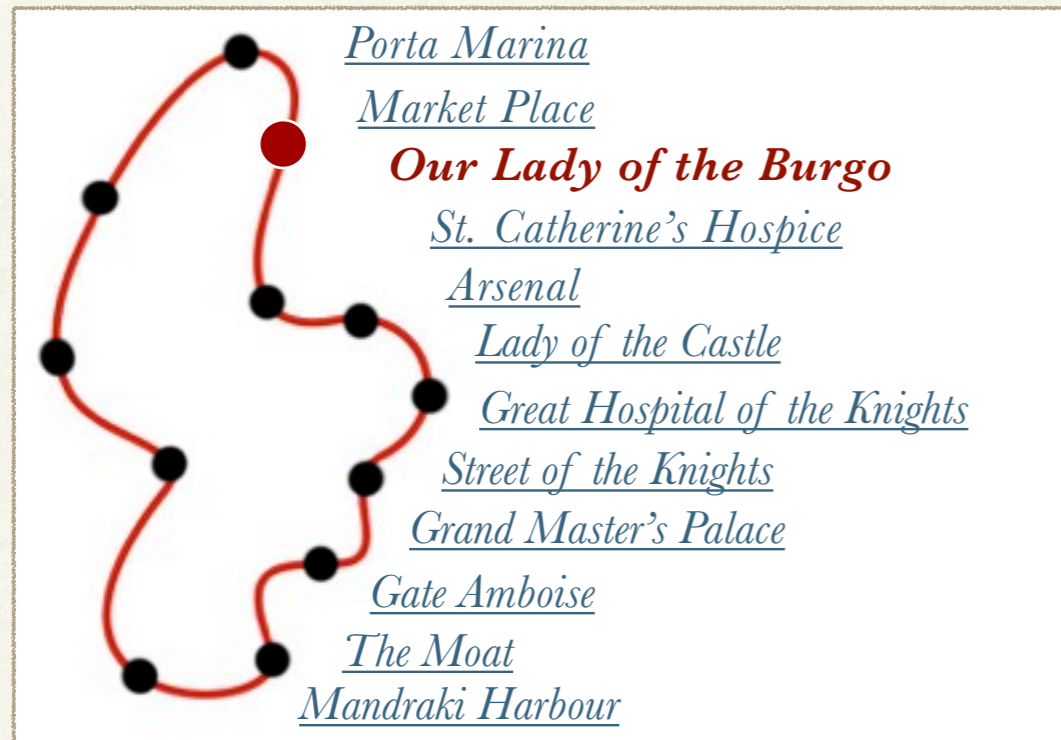 Porta Marina
Market Place
Our Lady of the Burgo
St. Catherine’s Hospice
Arsenal
Lady of the Castle
Great Hospital of the Knights
Street of the Knights
Grand Master’s Palace
Gate Amboise
The Moat
Mandraki Harbour